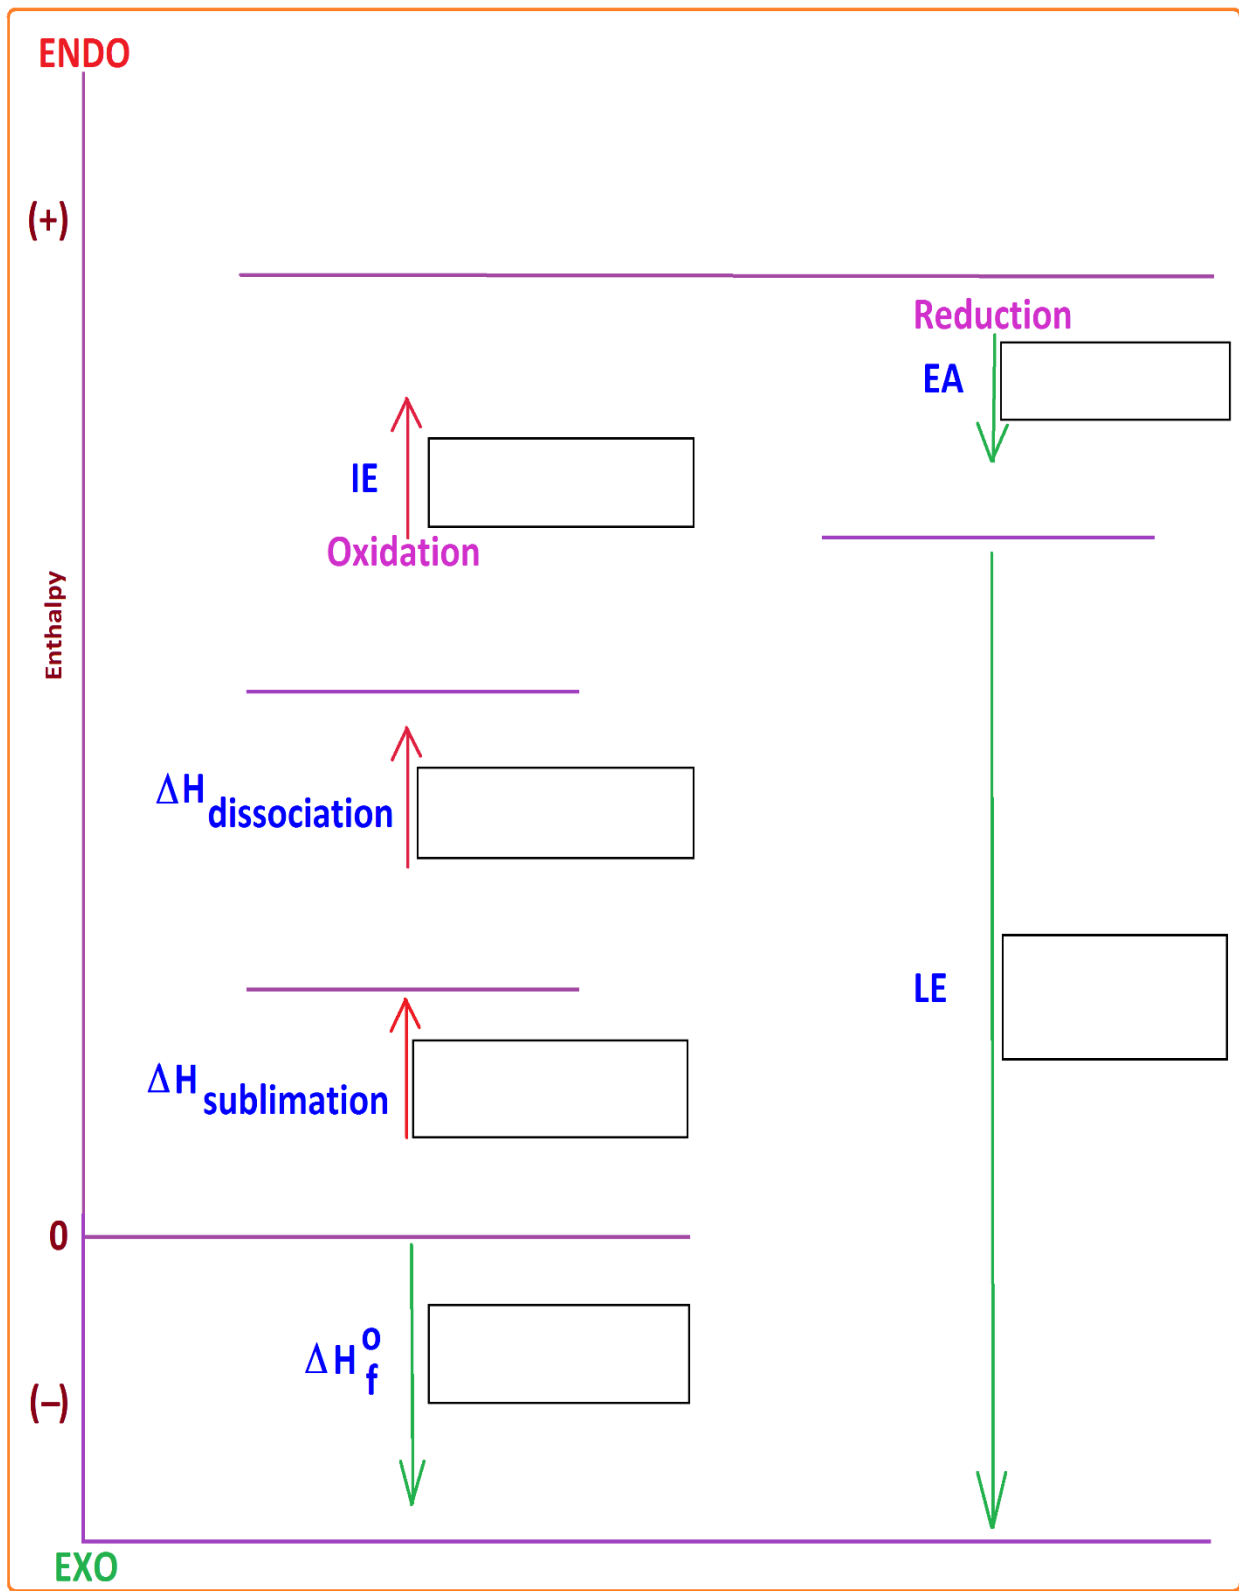 ENDO
(+)
Reduction
EA
IE
Oxidation
Enthalpy
ΔH dissociation
LE
ΔH sublimation
0
ΔH°f
(–)
EXO